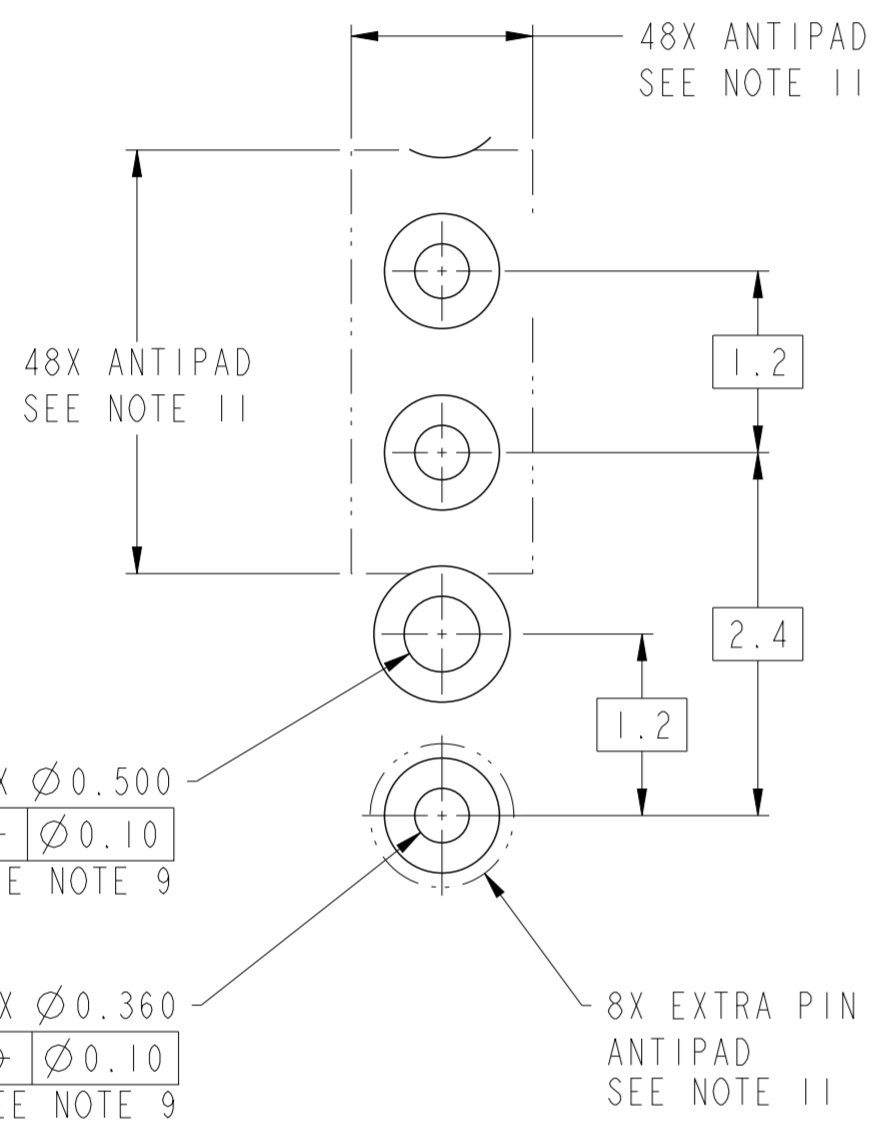 48X ANTIPAD
SEE NOTE 11
48X ANTIPAD
SEE NOTE 11
1.2
2.4
1.2
X Ø0.500
Ø0.10
E NOTE 9
X Ø0.360
⌖ Ø0.10
EE NOTE 9
8X EXTRA PIN
ANTIPAD
SEE NOTE 11